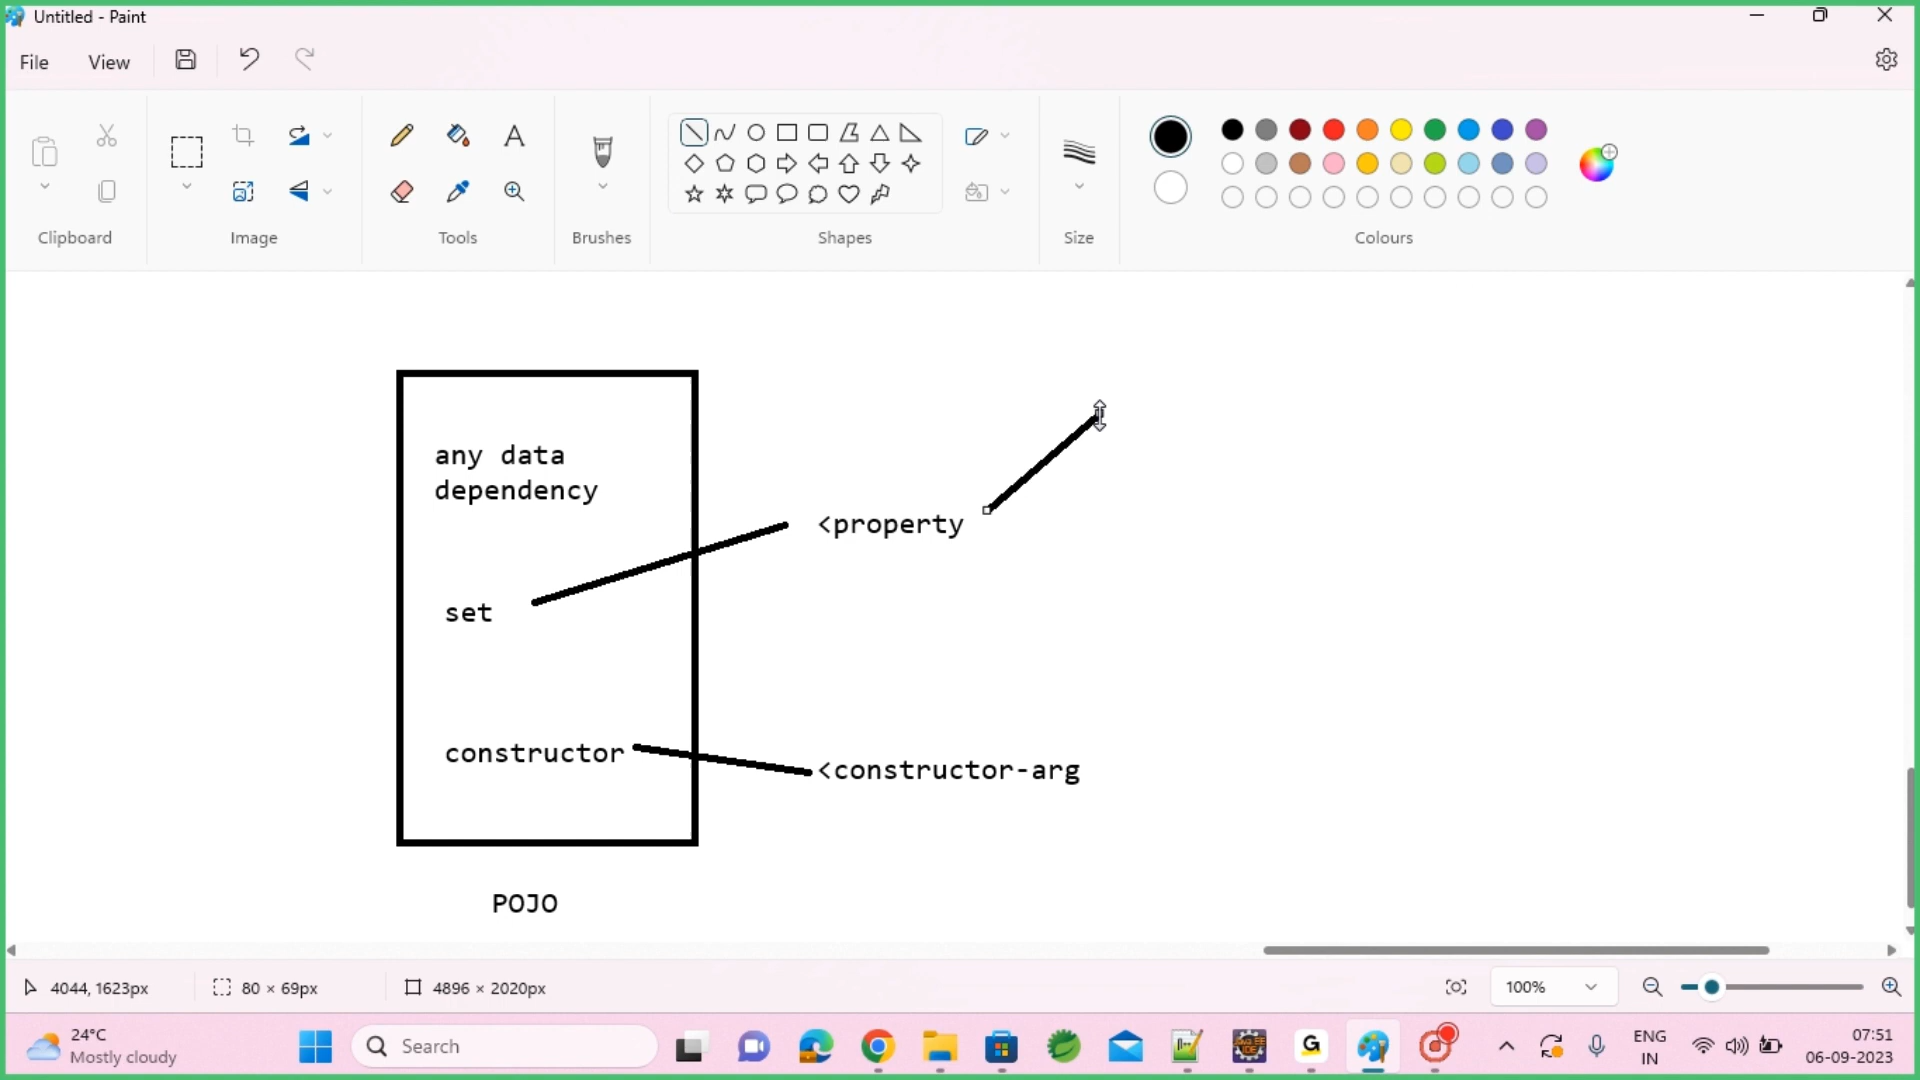 Untitled - Paint
File
View
Clipboard
Image
Tools
Brushes
Shapes
Size
Colours
any data
dependency
<property
set
constructor
<constructor-arg
POJO
4044, 1623px
80 × 69px
4896 × 2020px
100%
24°C
Mostly cloudy
Search
ENG
IN
07:51
06-09-2023